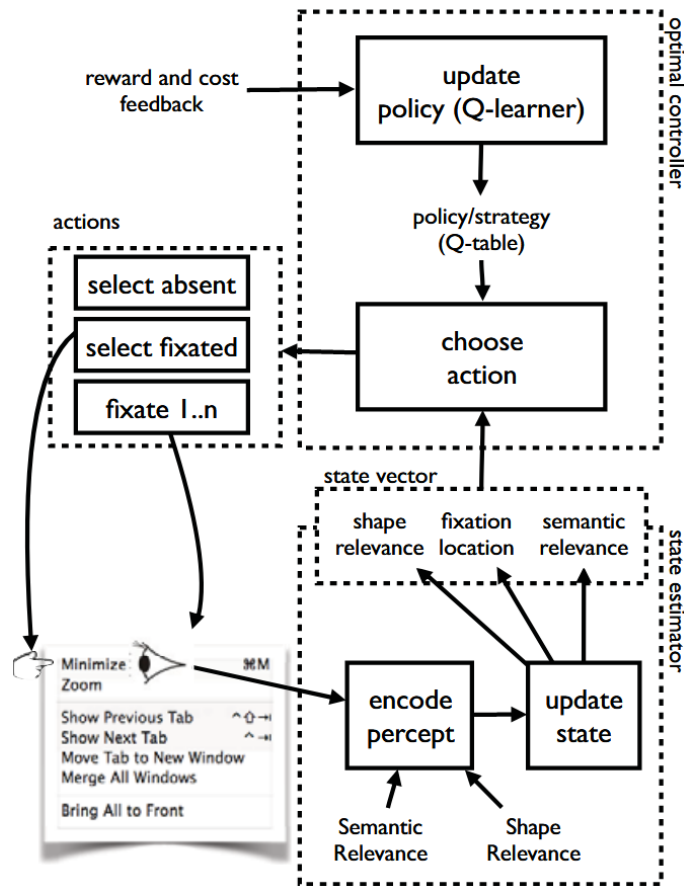 optimal controller
reward and cost
feedback
update
policy (Q-learner)
policy/strategy
(Q-table)
actions
select absent
select fixated
fixate 1..n
choose
action
state vector
shape
relevance
fixation
location
semantic
relevance
state estimator
Minimize ⌘M
Zoom
Show Previous Tab ^⇧⇥
Show Next Tab ^⇥
Move Tab to New Window
Merge All Windows
Bring All to Front
encode
percept
update
state
Semantic
Relevance
Shape
Relevance